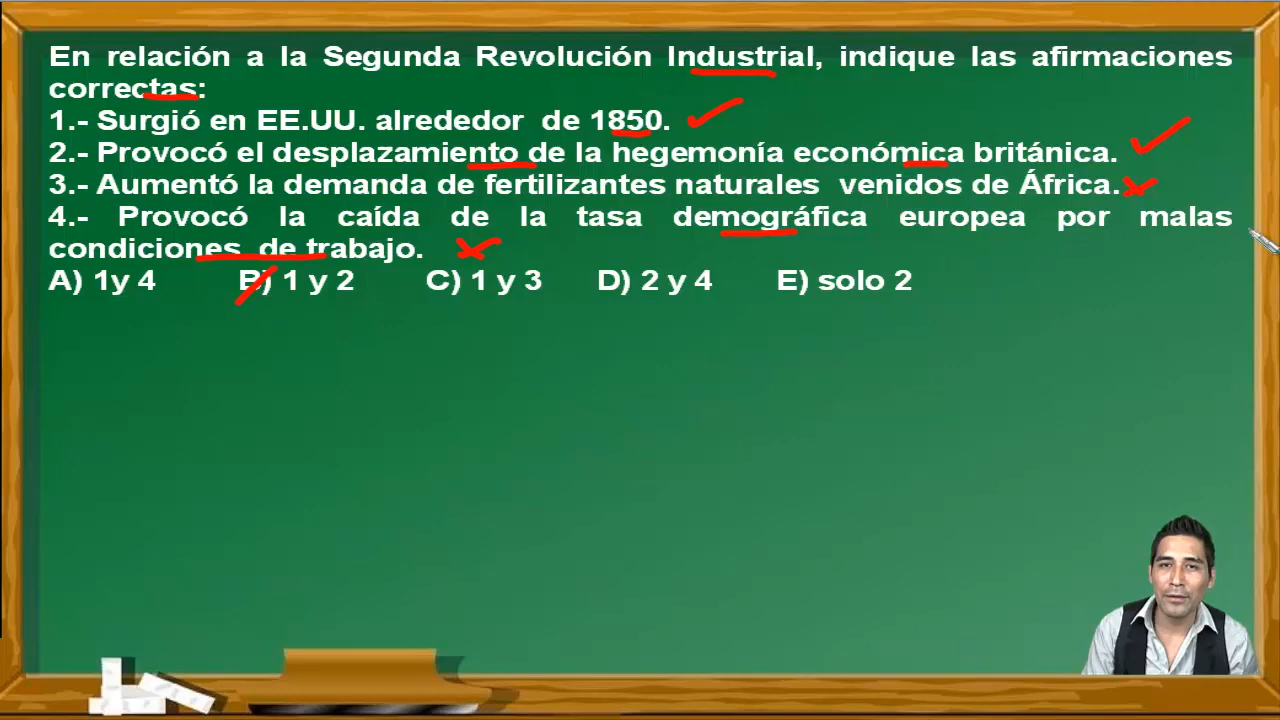 En relación a la Segunda Revolución Industrial, indique las afirmaciones
correctas:
1.- Surgió en EE.UU. alrededor de 1850.
2.- Provocó el desplazamiento de la hegemonía económica británica.
3.- Aumentó la demanda de fertilizantes naturales venidos de África.
4.- Provocó la caída de la tasa demográfica europea por malas
condiciones de trabajo.
A) 1y 4 B) 1 y 2 C) 1 y 3 D) 2 y 4 E) solo 2